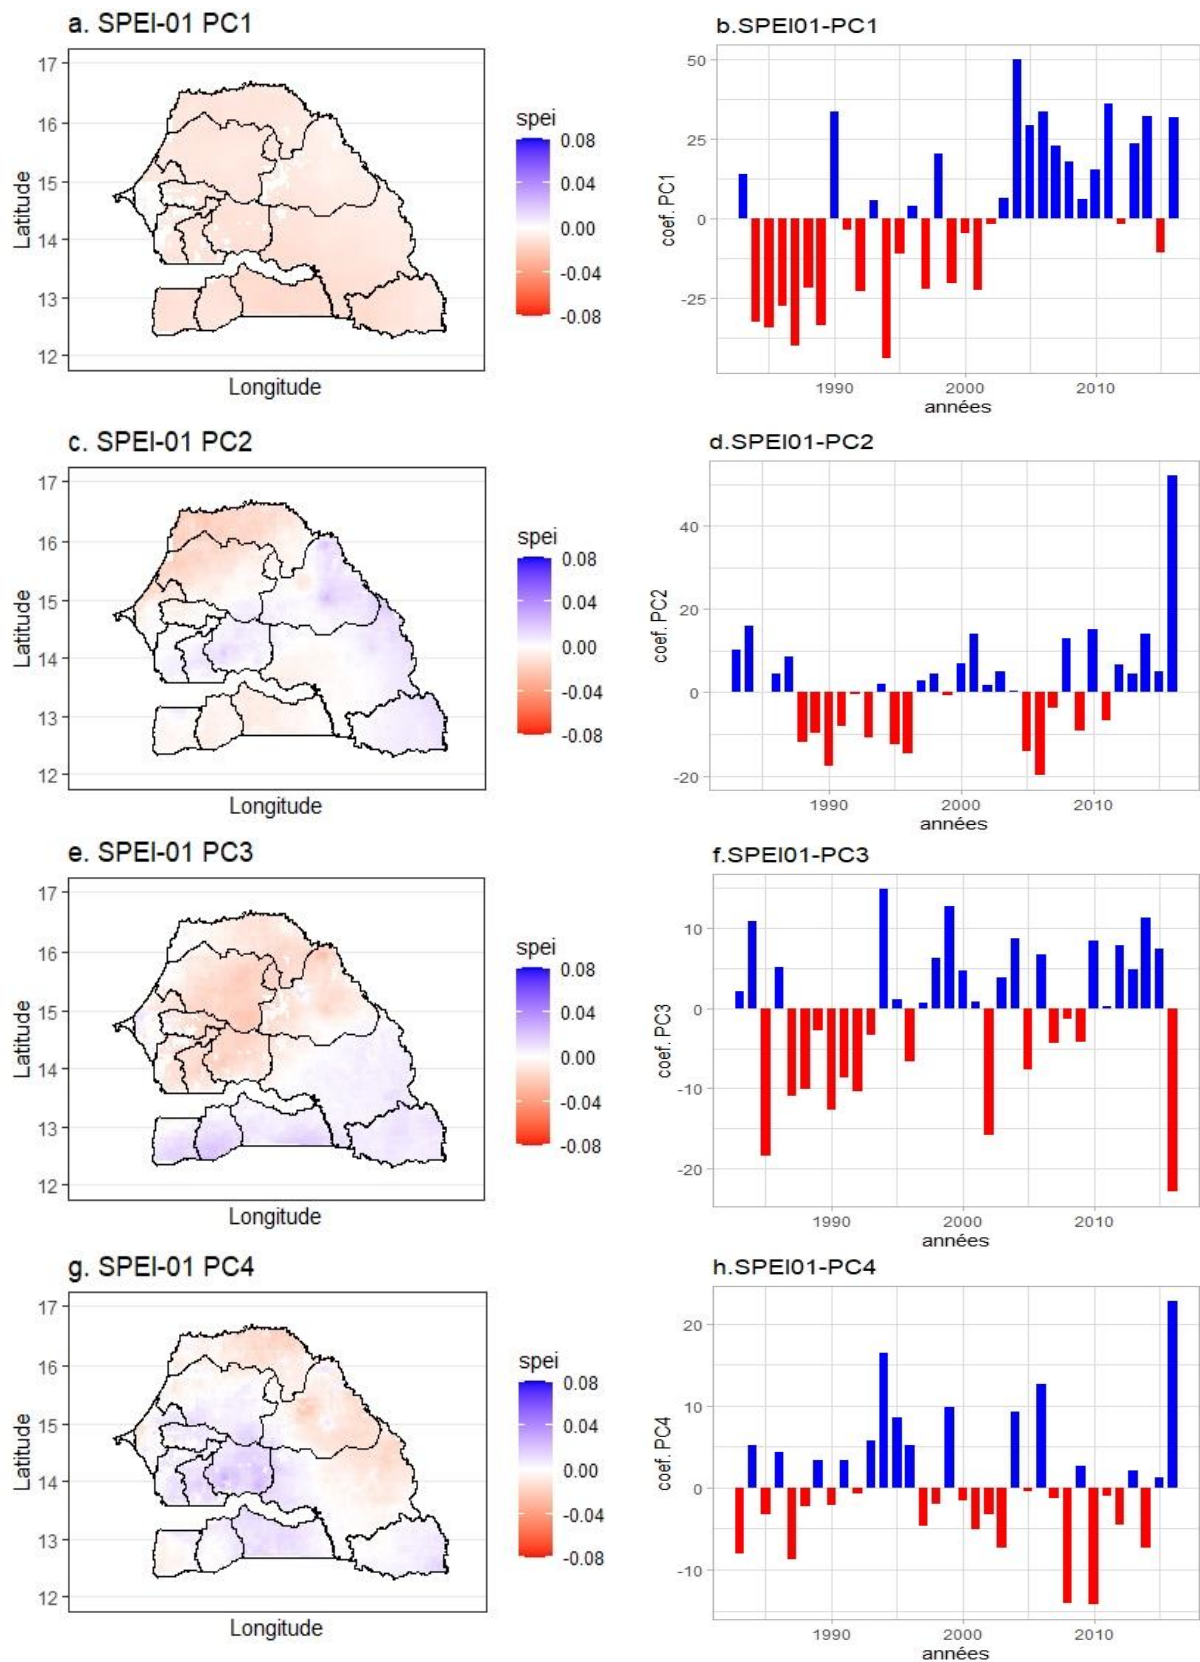 a. SPEI-01 PC1
17
16
15
14
13
12
Latitude
Longitude
spei
0.08
0.04
0.00
-0.04
-0.08
b.SPEI01-PC1
50
25
0
-25
coef. PC1
1990 2000 2010
années
c. SPEI-01 PC2
17
16
15
14
13
12
Latitude
Longitude
spei
0.08
0.04
0.00
-0.04
-0.08
d.SPEI01-PC2
40
20
0
-20
coef. PC2
1990 2000 2010
années
e. SPEI-01 PC3
17
16
15
14
13
12
Latitude
Longitude
spei
0.08
0.04
0.00
-0.04
-0.08
f.SPEI01-PC3
10
0
-10
-20
coef. PC3
1990 2000 2010
années
g. SPEI-01 PC4
17
16
15
14
13
12
Latitude
Longitude
spei
0.08
0.04
0.00
-0.04
-0.08
h.SPEI01-PC4
20
10
0
-10
coef. PC4
1990 2000 2010
années